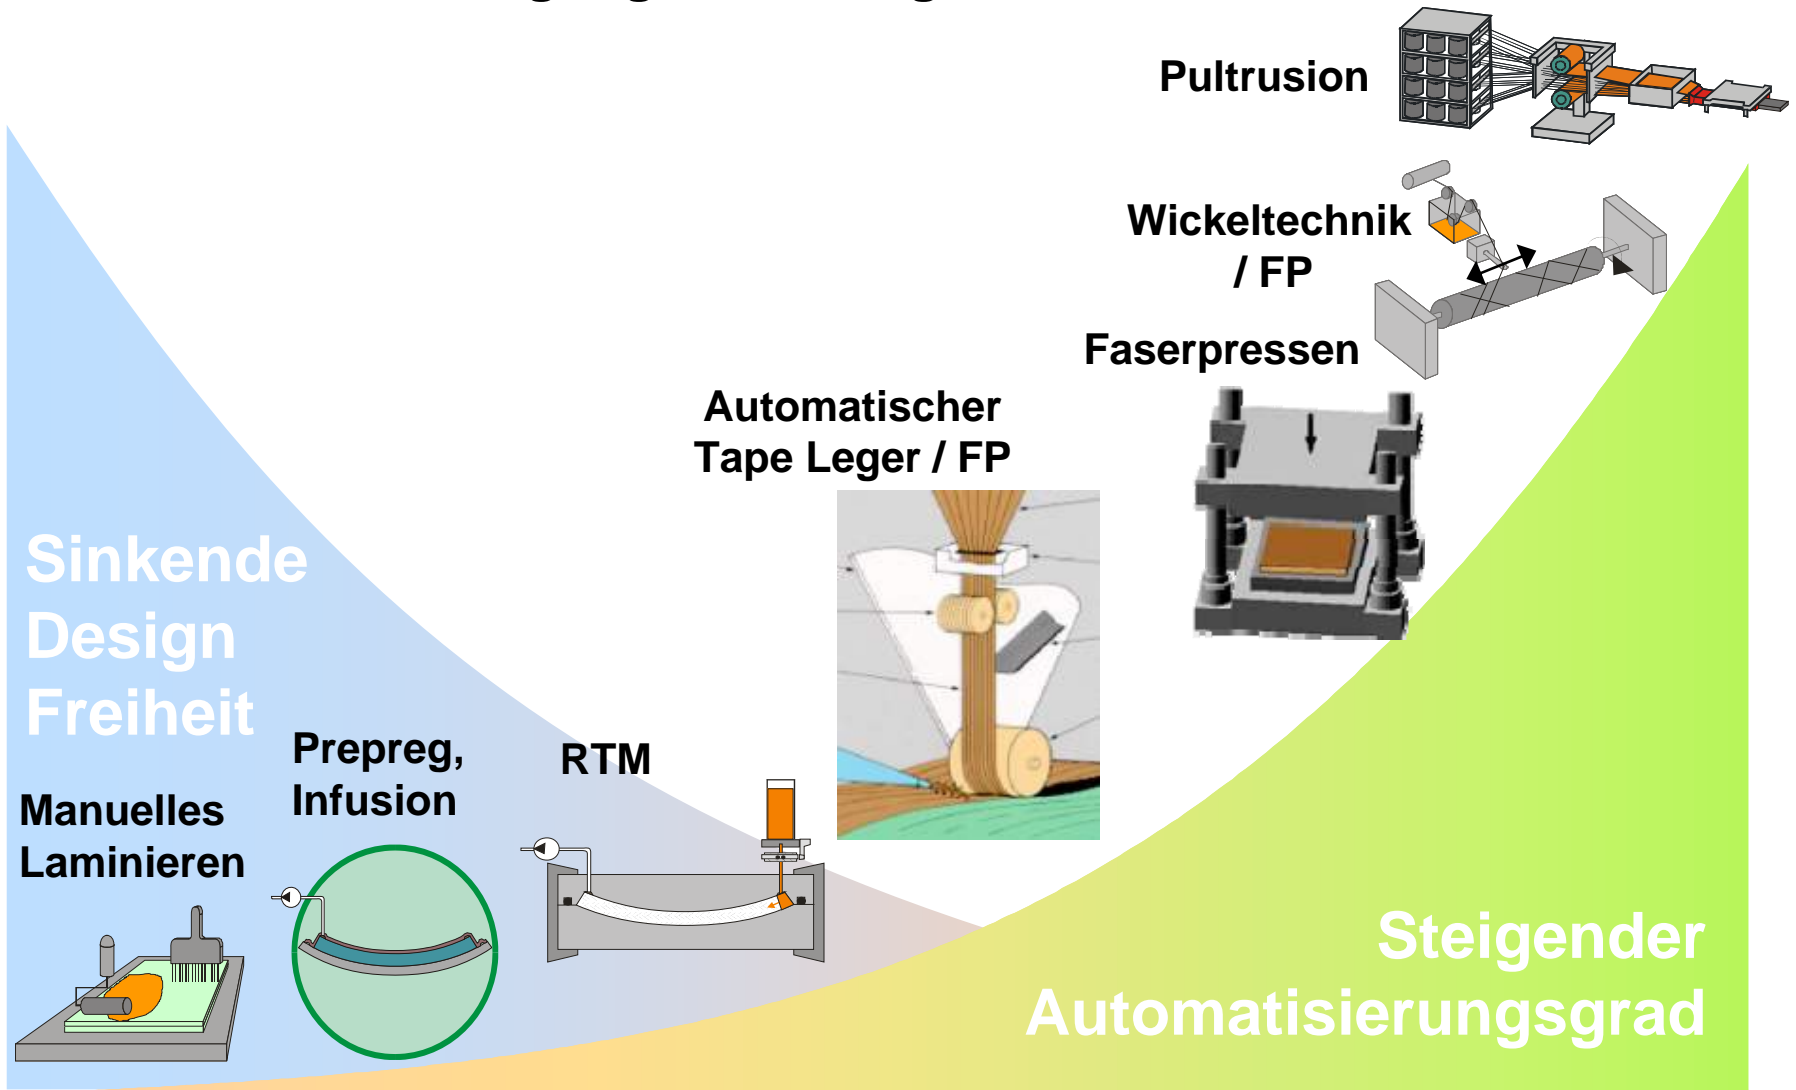 Pultrusion
Wickeltechnik
/ FP
Faserpressen
Automatischer
Tape Leger / FP
Sinkende
Design
Freiheit
Prepreg,
Infusion
RTM
Manuelles
Laminieren
Steigender
Automatisierungsgrad